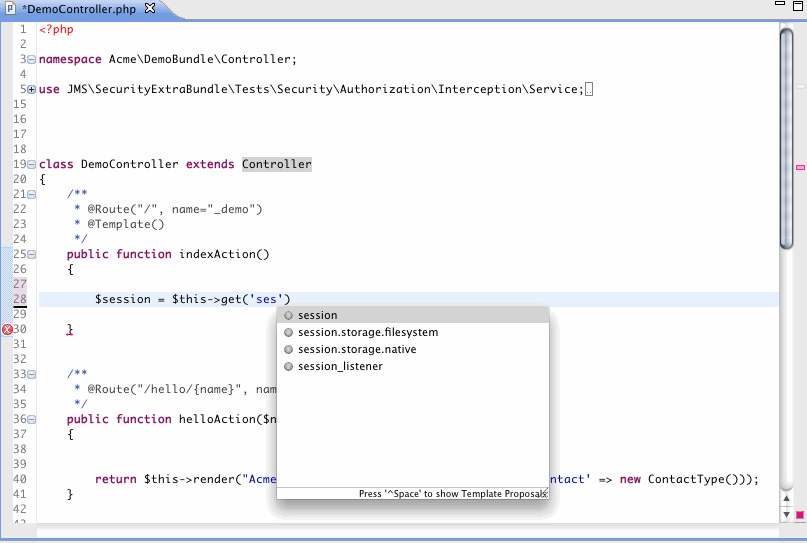 *DemoController.php
1 <?php
2
3 namespace Acme\DemoBundle\Controller;
4
5 use JMS\SecurityExtraBundle\Tests\Security\Authorization\Interception\Service;
15
16
17
18
19 class DemoController extends Controller
20 {
21 /**
22 * @Route("/", name="_demo")
23 * @Template()
24 */
25 public function indexAction()
26 {
27
28 $session = $this->get('ses')
29
30 }
31
32
33 /**
34 * @Route("/hello/{name}", nam
35 */
36 public function helloAction($n
37 {
38
39
40 return $this->render("Acme ntact' => new ContactType()));
41 }
42
session
session.storage.filesystem
session.storage.native
session_listener
Press '^Space' to show Template Proposals